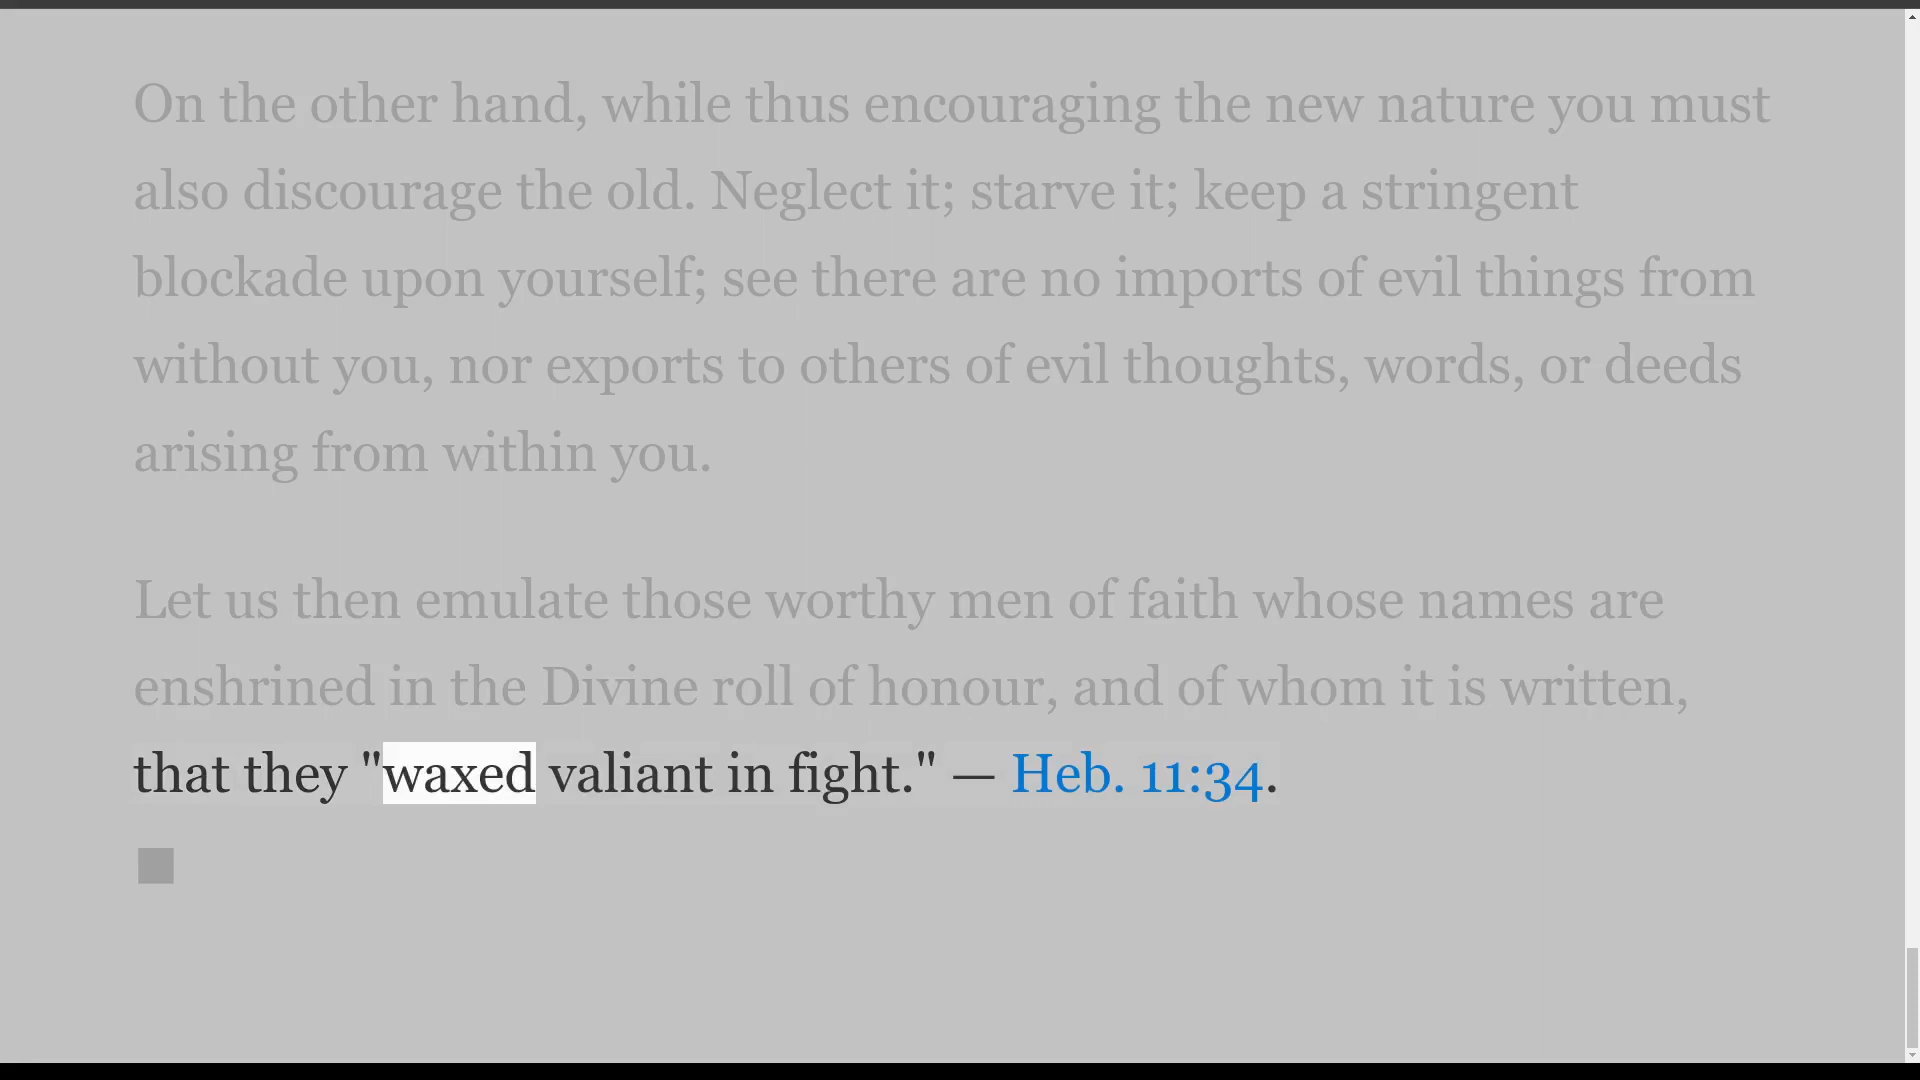 On the other hand, while thus encouraging the new nature you must
also discourage the old. Neglect it; starve it; keep a stringent
blockade upon yourself; see there are no imports of evil things from
without you, nor exports to others of evil thoughts, words, or deeds
arising from within you.
Let us then emulate those worthy men of faith whose names are
enshrined in the Divine roll of honour, and of whom it is written,
that they "waxed valiant in fight." — Heb. 11:34.